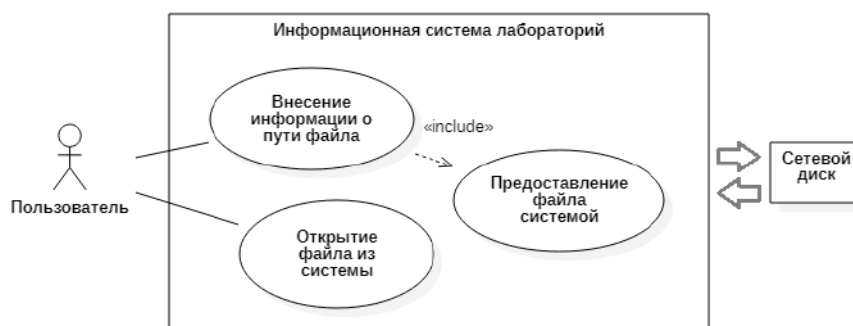 Информационная система лабораторий
Внесение
информации о
пути файла
«include»
Сетевой
диск
Предоставление
файла
системой
Пользователь
Открытие
файла из
системы